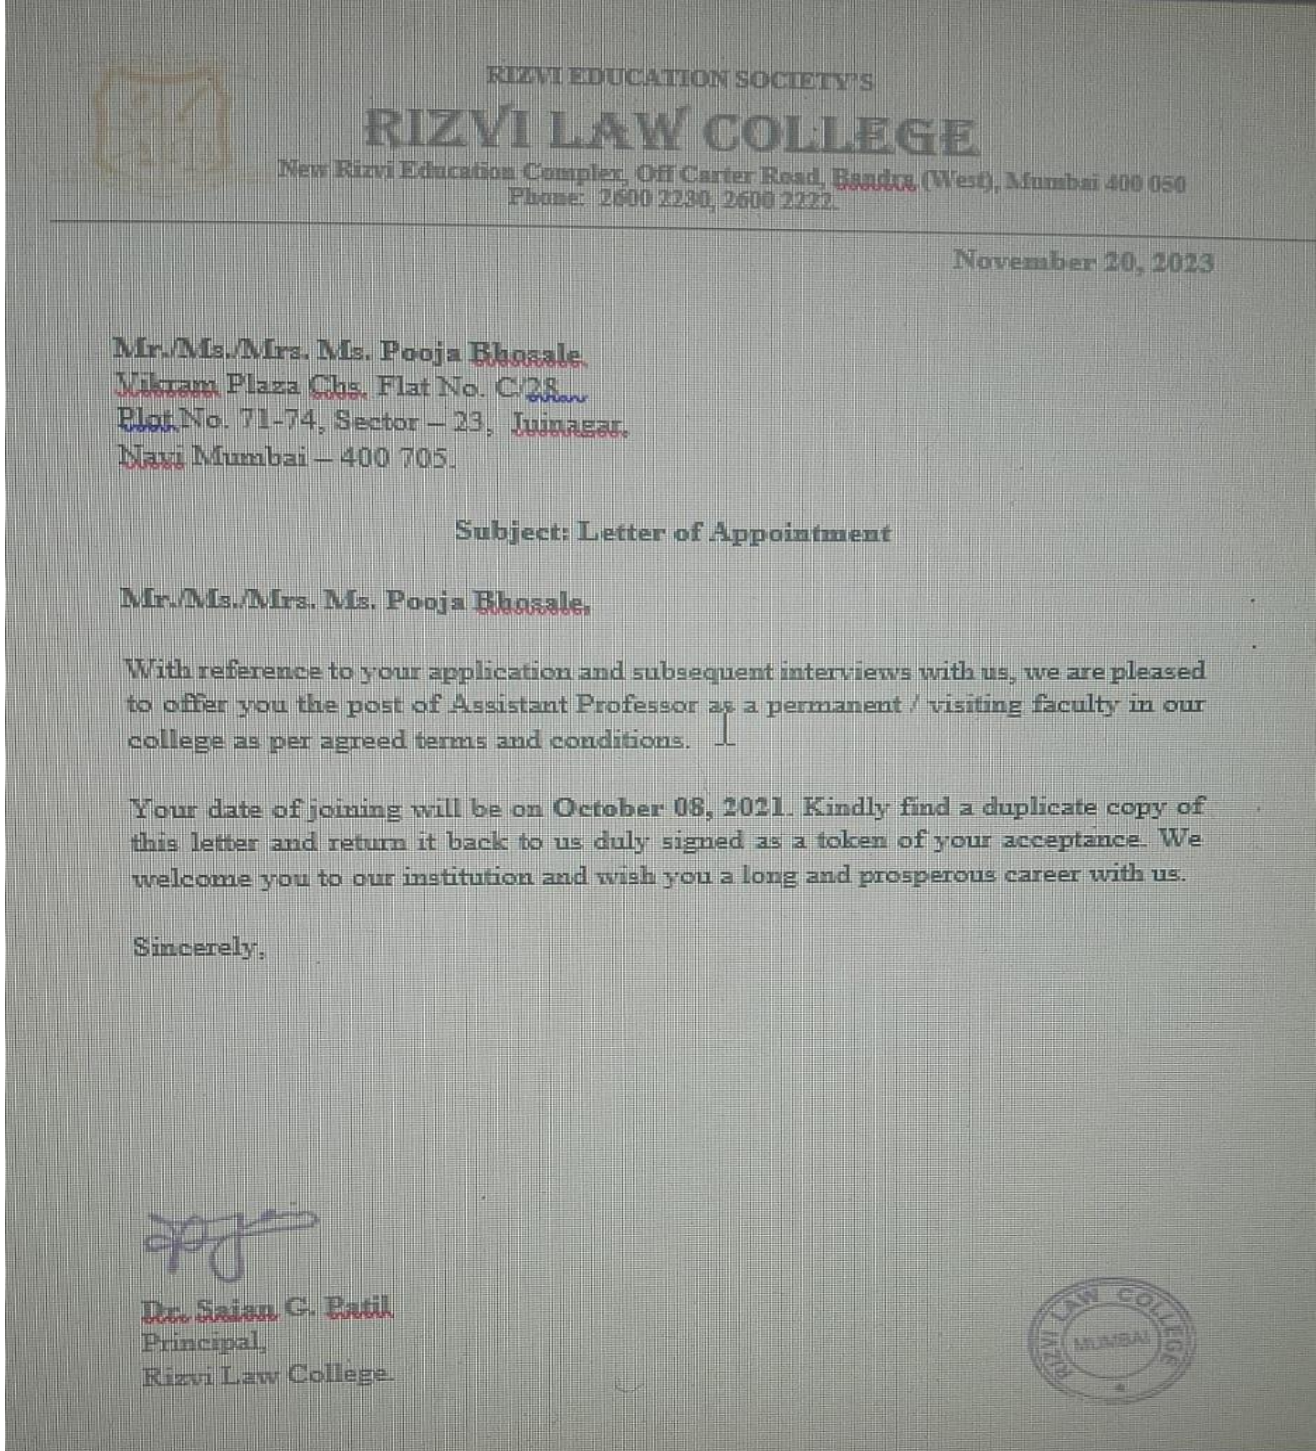 RIZVI EDUCATION SOCIETY'S
RIZVI LAW COLLEGE
New Rizvi Education Complex, Off Carter Road, Bandra (West), Mumbai 400 050
Phone: 2600 2230, 2600 2222.
November 20, 2023
Mr./Ms./Mrs. Ms. Pooja Bhosale,
Vikram Plaza Chs, Flat No. C/28,
Plot No. 71-74, Sector – 23, Juinagar,
Navi Mumbai – 400 705.
Subject: Letter of Appointment
Mr./Ms./Mrs. Ms. Pooja Bhosale,
With reference to your application and subsequent interviews with us, we are pleased
to offer you the post of Assistant Professor as a permanent / visiting faculty in our
college as per agreed terms and conditions.
Your date of joining will be on October 08, 2021. Kindly find a duplicate copy of
this letter and return it back to us duly signed as a token of your acceptance. We
welcome you to our institution and wish you a long and prosperous career with us.
Sincerely,
Dr. Sajan G. Patil
Principal,
Rizvi Law College.
RIZVI LAW COLLEGE
MUMBAI